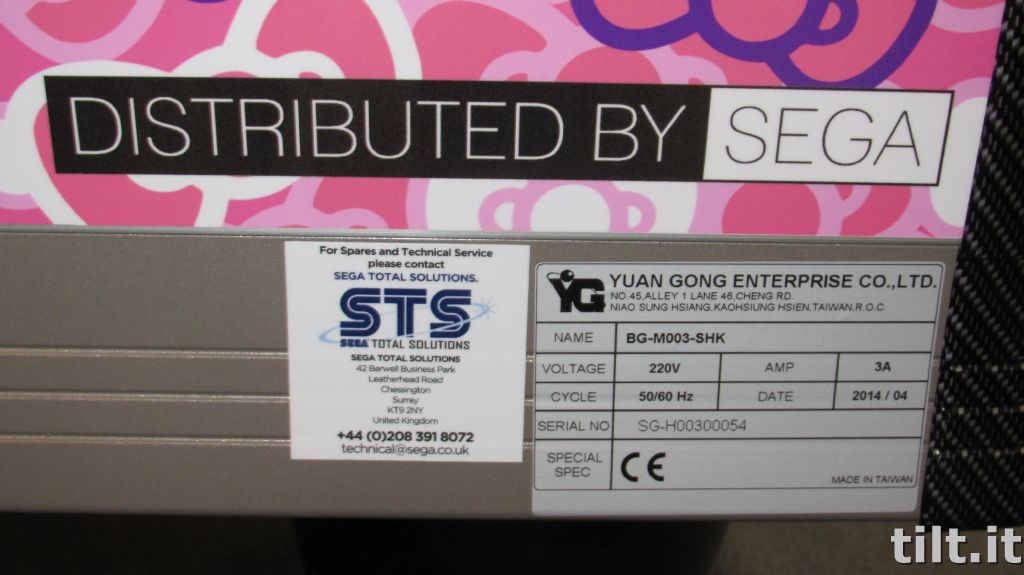 DISTRIBUTED BY SEGA
For Spares and Technical Service
please contact
SEGA TOTAL SOLUTIONS.
STS
SEGA TOTAL SOLUTIONS
SEGA TOTAL SOLUTIONS
42 Barwell Business Park
Leatherhead Road
Chessington
Surrey
KT9 2NY
United Kingdom
+44 (0)208 391 8072
technical@sega.co.uk
YG YUAN GONG ENTERPRISE CO.,LTD.
NO.45,ALLEY 1 LANE 46,CHENG RD.
NIAO SUNG HSIANG,KAOHSIUNG HSIEN,TAIWAN,R.O.C.
NAME BG-M003-SHK
VOLTAGE 220V AMP 3A
CYCLE 50/60 Hz DATE 2014 / 04
SERIAL NO SG-H00300054
SPECIAL
SPEC CE
MADE IN TAIWAN
tilt.it